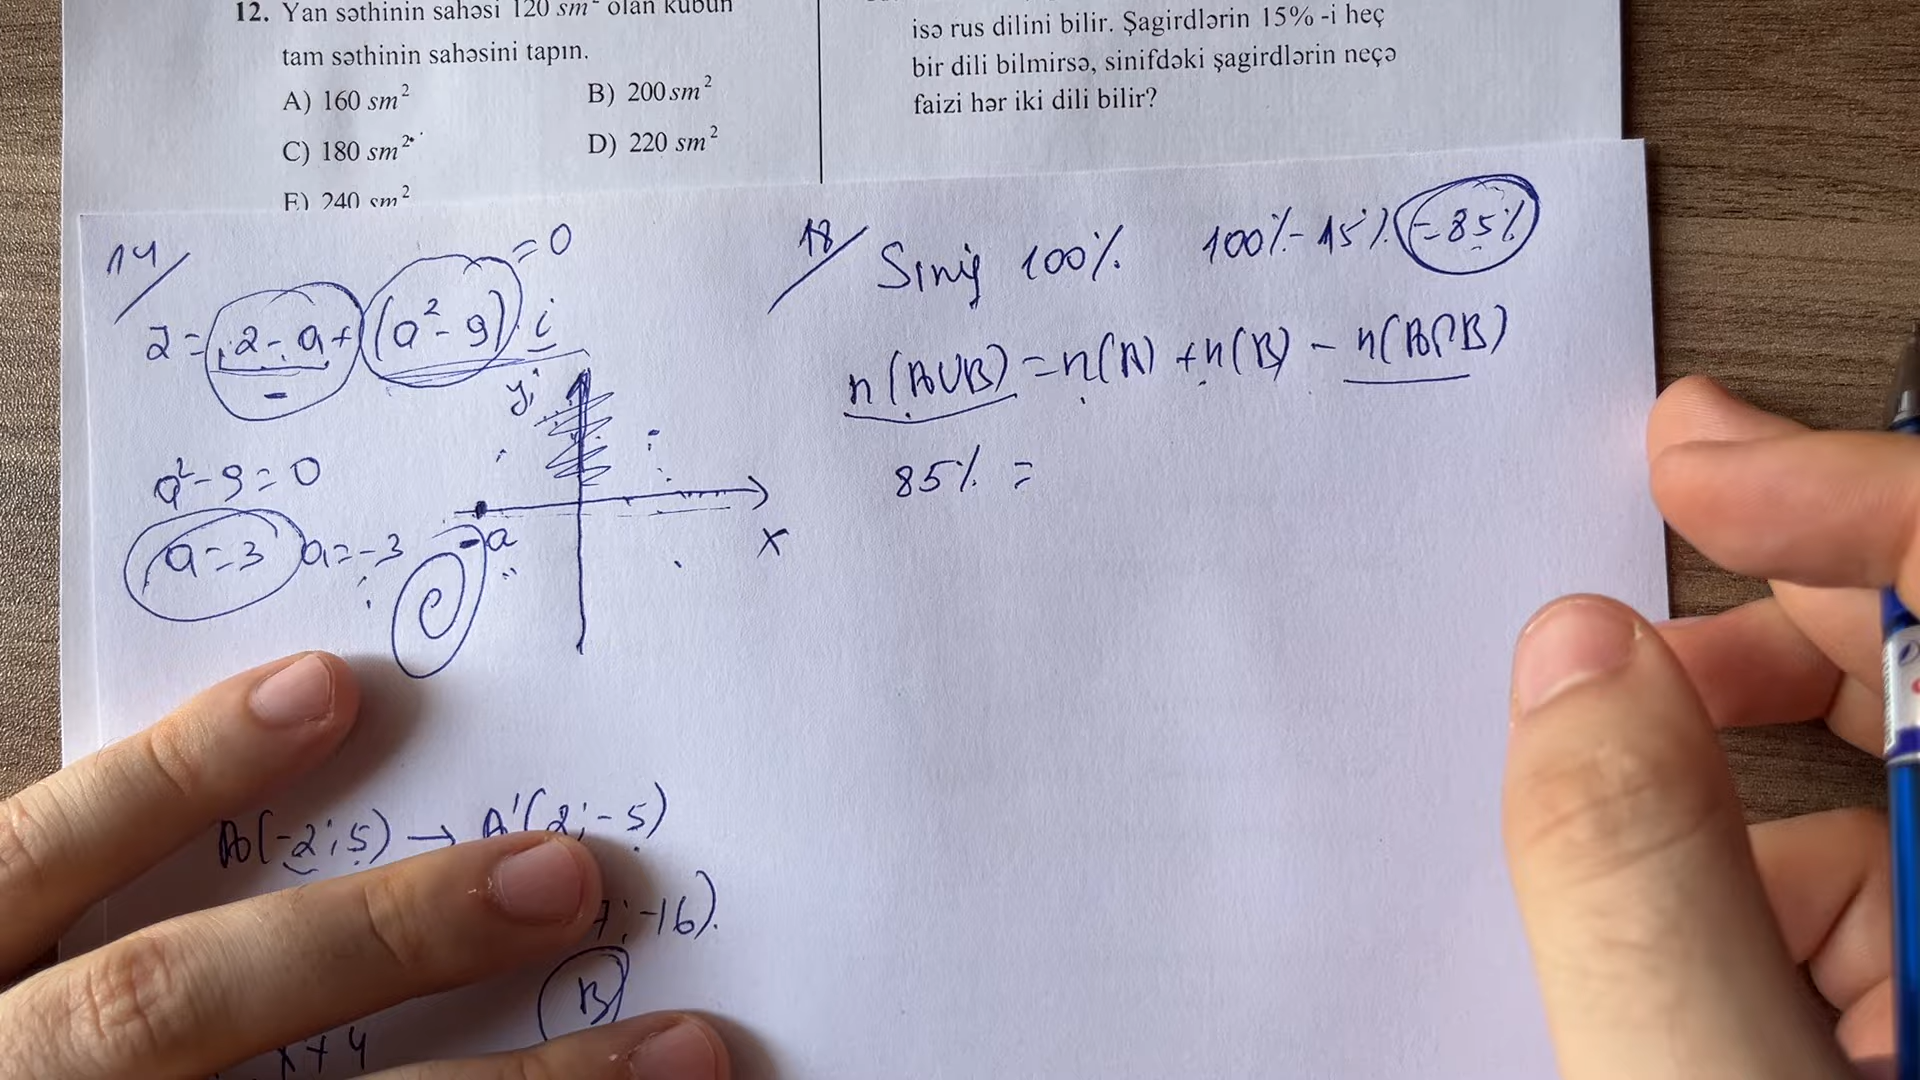 12. Yan səthinin sahəsi 120 sm² olan kubun
tam səthinin sahəsini tapın.
A) 160 sm²
B) 200 sm²
C) 180 sm²
D) 220 sm²
E) 240 sm²
isə rus dilini bilir. Şagirdlərin 15% -i heç
bir dili bilmirsə, sinifdəki şagirdlərin neçə
faizi hər iki dili bilir?
14/
z = 2 - a + (a² - 9) · i
= 0
a² - 9 = 0
a = 3 a = -3
y
x
-a
A(-2; 5) → A'(2; -5)
7; -16).
B
x + 4
18/
Sinif 100% 100% - 15% = 85%
n(A∪B) = n(A) + n(B) - n(A∩B)
85% =